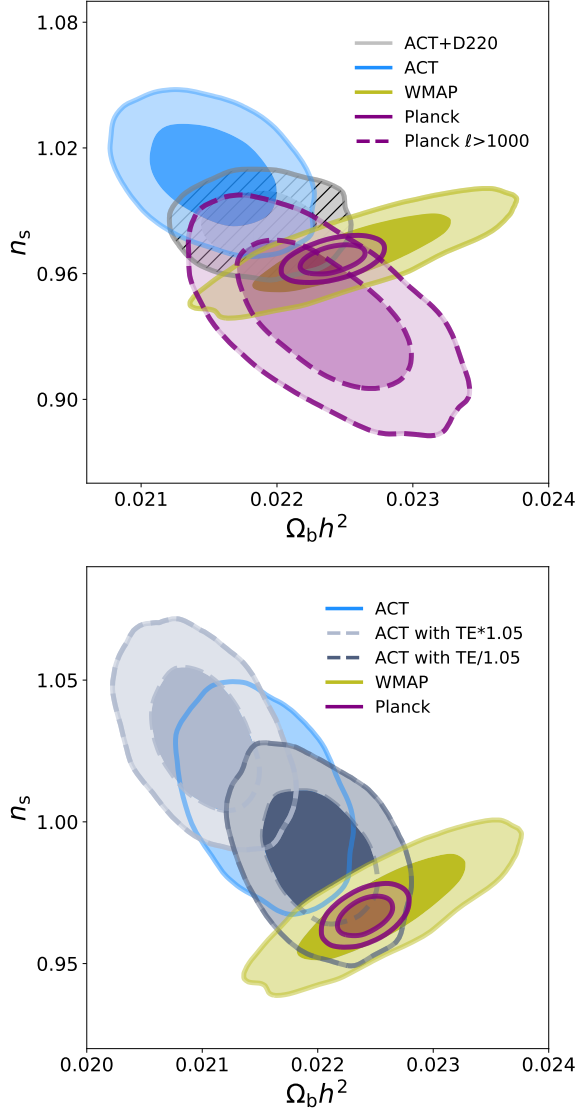 1.08
1.02
0.96
0.90
n_s
ACT+D220
ACT
WMAP
Planck
Planck ℓ>1000
0.021 0.022 0.023 0.024
Ω_b h²
1.05
1.00
0.95
n_s
ACT
ACT with TE*1.05
ACT with TE/1.05
WMAP
Planck
0.020 0.021 0.022 0.023 0.024
Ω_b h²